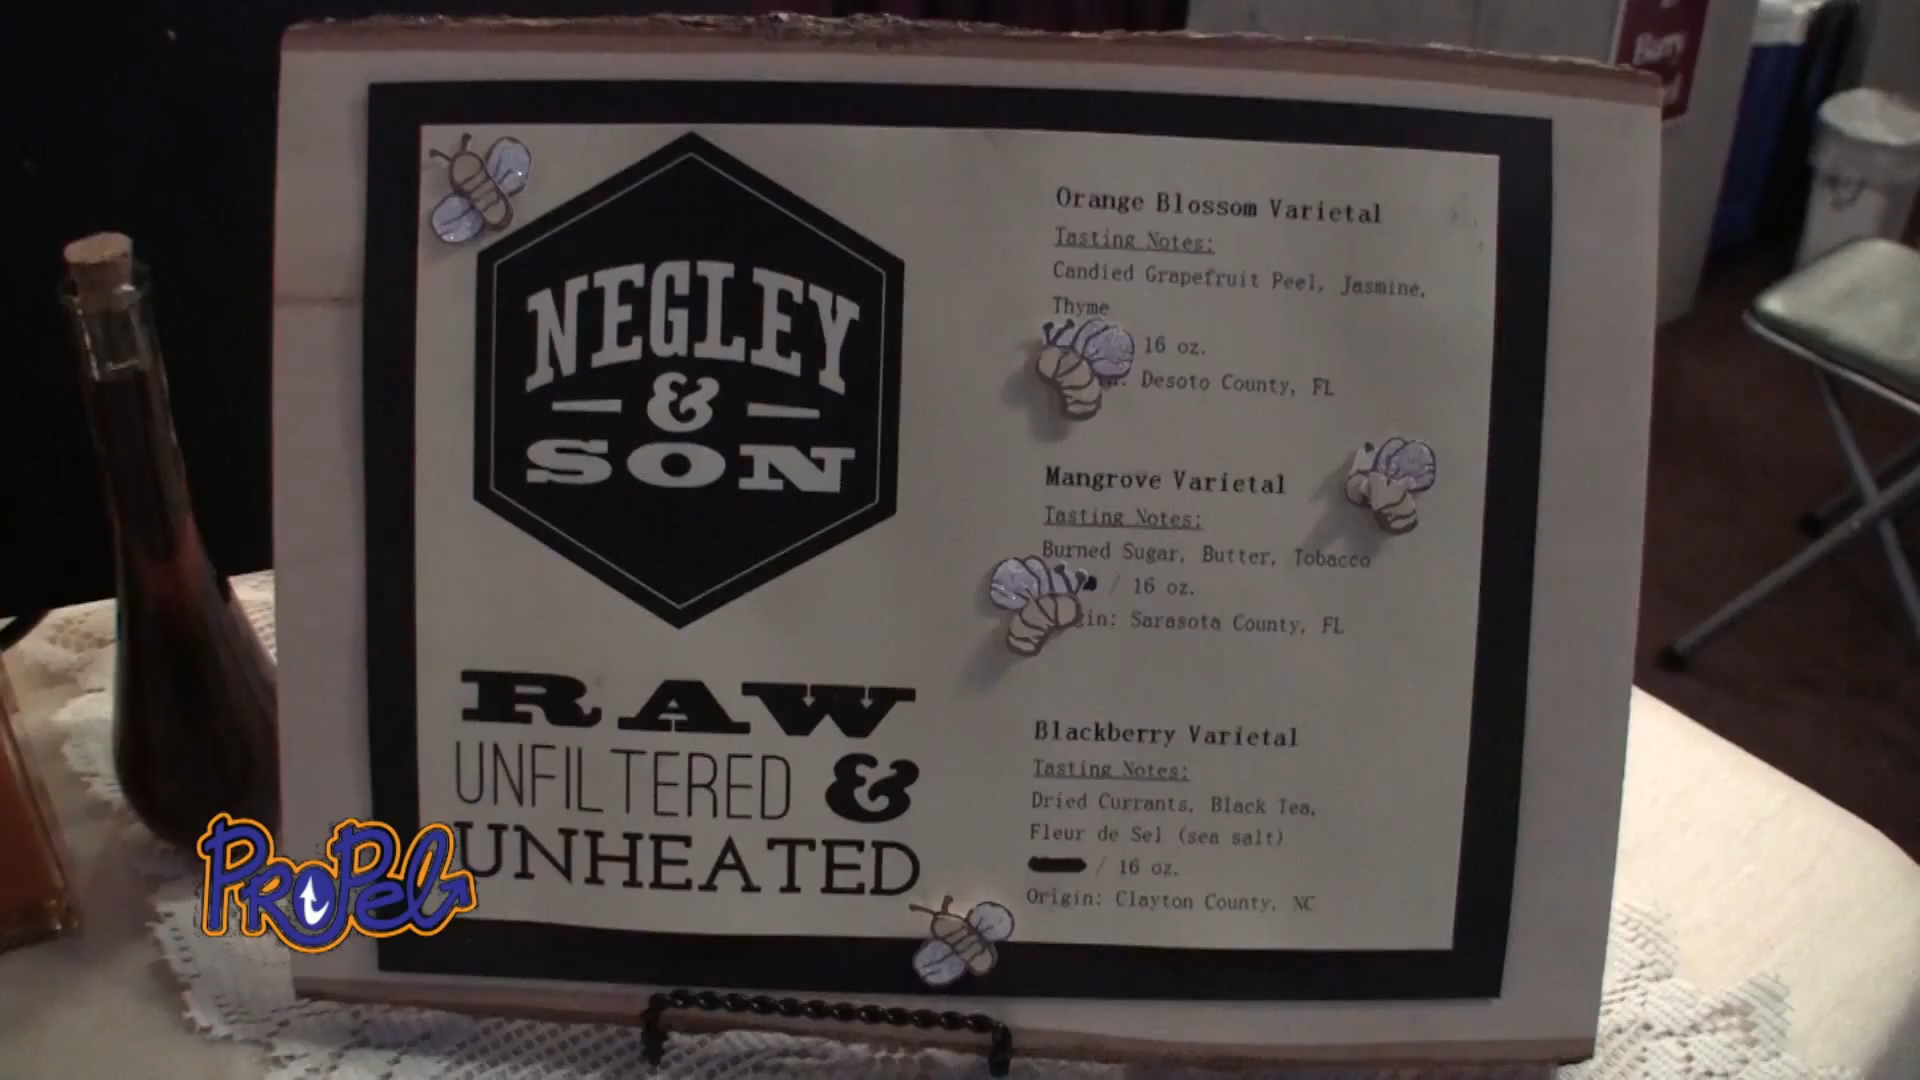 NEGLEY
&
SON
RAW
UNFILTERED &
UNHEATED
Orange Blossom Varietal
Tasting Notes:
Candied Grapefruit Peel, Jasmine,
Thyme
16 oz.
Desoto County, FL
Mangrove Varietal
Tasting Notes:
Burned Sugar, Butter, Tobacco
/ 16 oz.
gin: Sarasota County, FL
Blackberry Varietal
Tasting Notes:
Dried Currants, Black Tea,
Fleur de Sel (sea salt)
/ 16 oz.
Origin: Clayton County, NC
ProPel
Berry